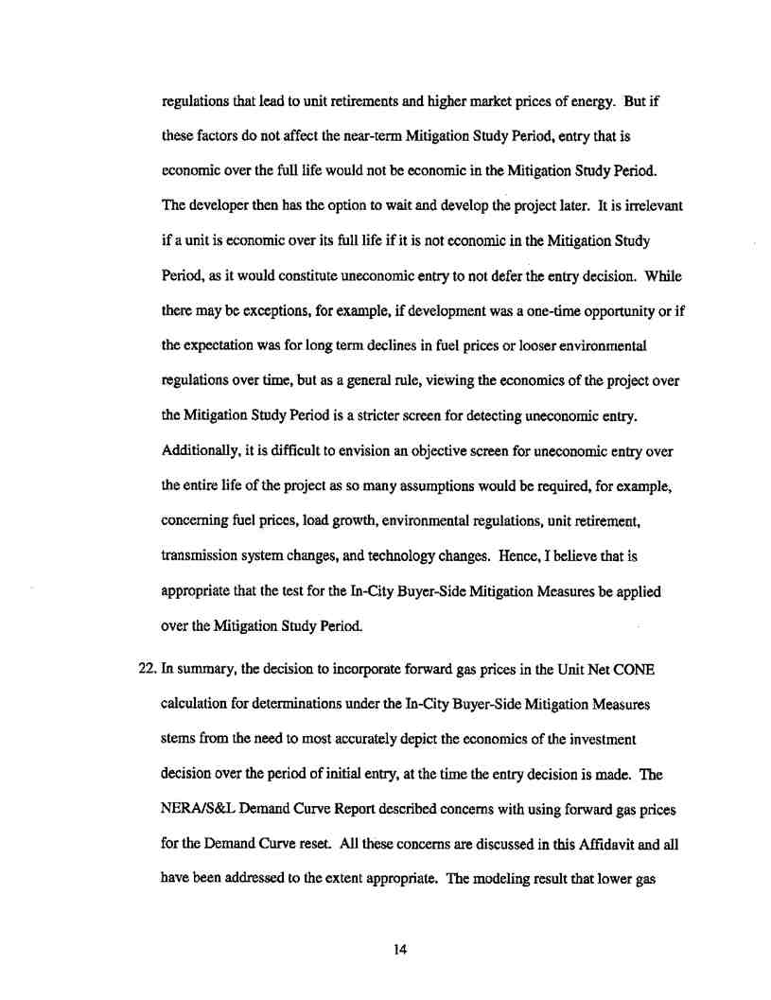 regulations that lead to unit retirements and higher market prices of energy. But if
these factors do not affect the near-term Mitigation Study Period, entry that is
economic over the full life would not be economic in the Mitigation Study Period.
The developer then has the option to wait and develop the project later. It is irrelevant
if a unit is economic over its full life if it is not economic in the Mitigation Study
Period, as it would constitute uneconomic entry to not defer the entry decision. While
there may be exceptions, for example, if development was a one-time opportunity or if
the expectation was for long term declines in fuel prices or looser environmental
regulations over time, but as a general rule, viewing the economics of the project over
the Mitigation Study Period is a stricter screen for detecting uneconomic entry.
Additionally, it is difficult to envision an objective screen for uneconomic entry over
the entire life of the project as so many assumptions would be required, for example,
concerning fuel prices, load growth, environmental regulations, unit retirement,
transmission system changes, and technology changes. Hence, I believe that is
appropriate that the test for the In-City Buyer-Side Mitigation Measures be applied
over the Mitigation Study Period.
22. In summary, the decision to incorporate forward gas prices in the Unit Net CONE
calculation for determinations under the In-City Buyer-Side Mitigation Measures
stems from the need to most accurately depict the economics of the investment
decision over the period of initial entry, at the time the entry decision is made. The
NERA/S&L Demand Curve Report described concerns with using forward gas prices
for the Demand Curve reset. All these concerns are discussed in this Affidavit and all
have been addressed to the extent appropriate. The modeling result that lower gas
14